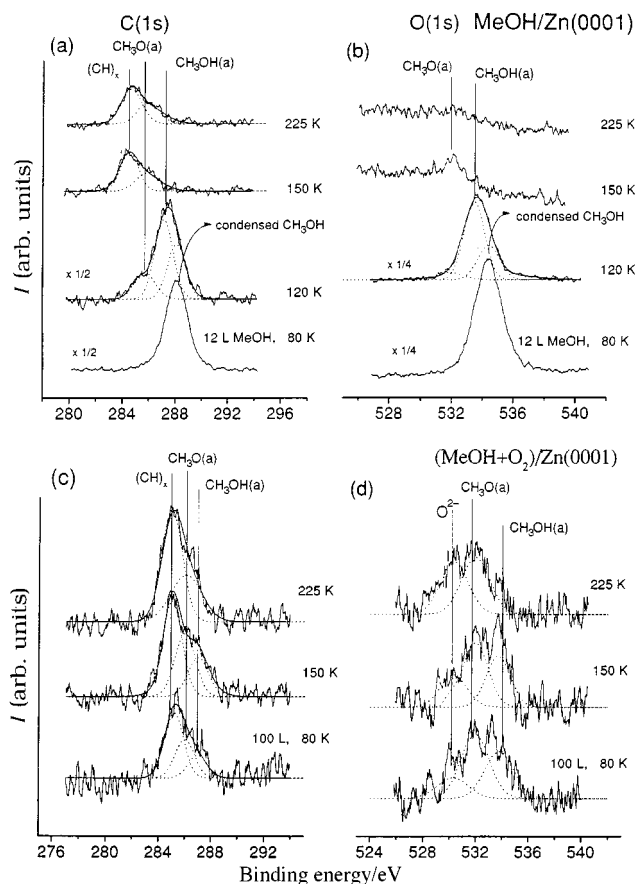 C(1s)
O(1s) MeOH/Zn(0001)
(a)
CH₃O(a)
(CH)ₓ
CH₃OH(a)
225 K
150 K
condensed CH₃OH
x 1/2
120 K
x 1/2
12 L MeOH, 80 K
280 284 288 292 296
(b)
CH₃O(a)
CH₃OH(a)
225 K
150 K
condensed CH₃OH
x 1/4
120 K
x 1/4
12 L MeOH, 80 K
528 532 536 540
I (arb. units)
(MeOH+O₂)/Zn(0001)
(c)
CH₃O(a)
(CH)ₓ
CH₃OH(a)
225 K
150 K
100 L, 80 K
276 280 284 288 292
(d)
CH₃O(a)
O²⁻
CH₃OH(a)
225 K
150 K
100 L, 80 K
524 528 532 536 540
I (arb. units)
Binding energy/eV